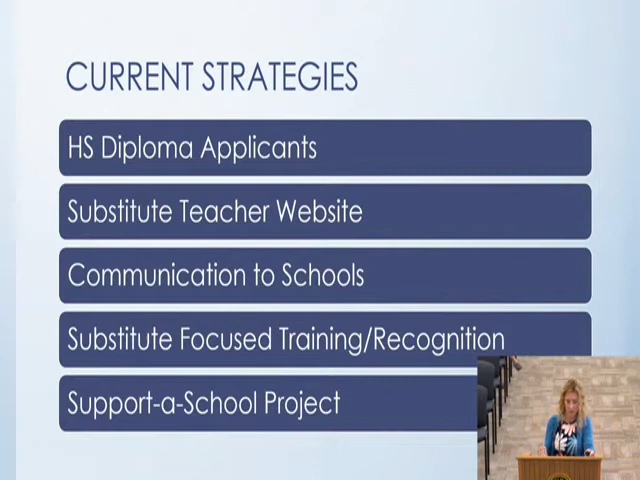 CURRENT STRATEGIES
HS Diploma Applicants
Substitute Teacher Website
Communication to Schools
Substitute Focused Training/Recognition
Support-a-School Project